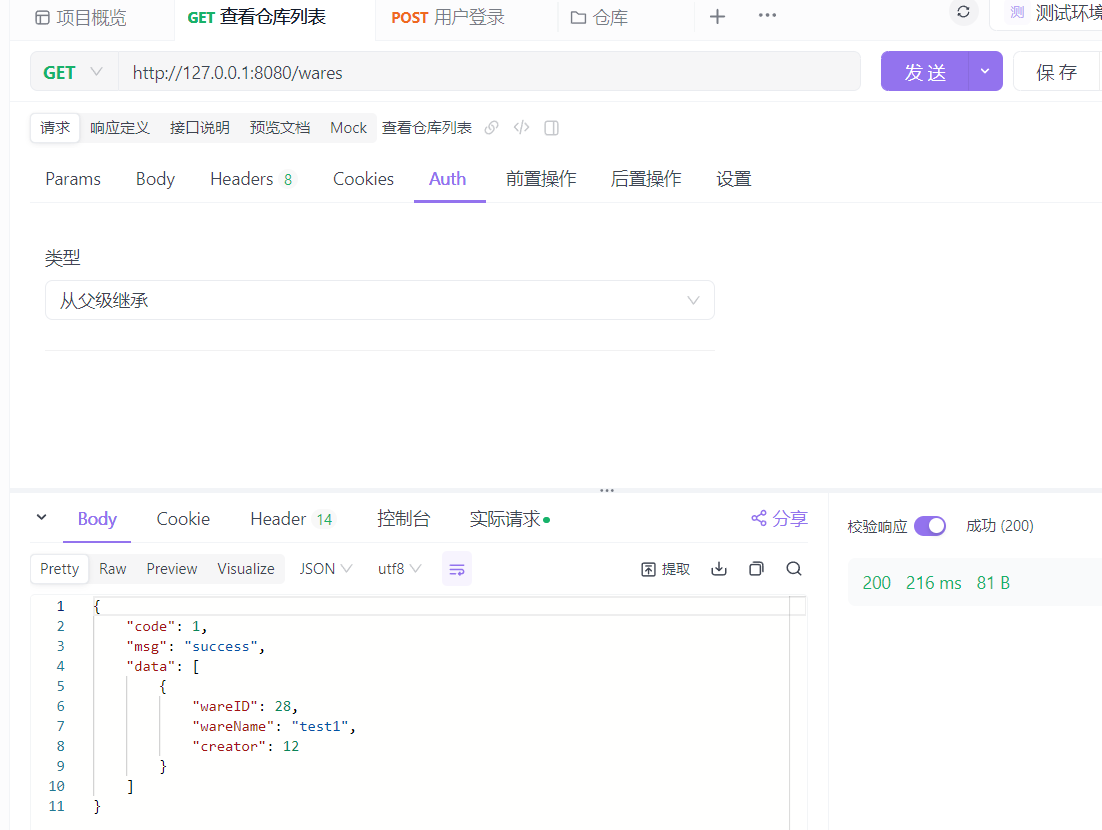 项目概览 GET 查看仓库列表 POST 用户登录 仓库 测 测试环境
GET http://127.0.0.1:8080/wares 发 送 保 存
请求 响应定义 接口说明 预览文档 Mock 查看仓库列表
Params Body Headers 8 Cookies Auth 前置操作 后置操作 设置
类型
从父级继承
Body Cookie Header 14 控制台 实际请求 分享
校验响应 成功 (200)
Pretty Raw Preview Visualize JSON utf8 提取
200 216 ms 81 B
1 {
2 "code": 1,
3 "msg": "success",
4 "data": [
5 {
6 "wareID": 28,
7 "wareName": "test1",
8 "creator": 12
9 }
10 ]
11 }